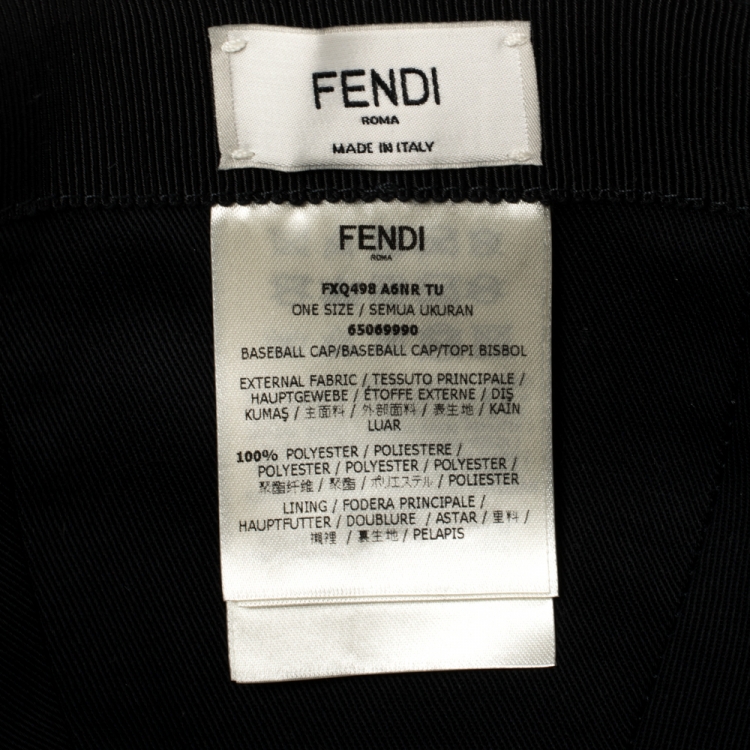 FENDI
ROMA
MADE IN ITALY
FENDI
ROMA
FXQ498 A6NR TU
ONE SIZE / SEMUA UKURAN
65069990
BASEBALL CAP/BASEBALL CAP/TOPI BISBOL
EXTERNAL FABRIC / TESSUTO PRINCIPALE /
HAUPTGEWEBE / ÉTOFFE EXTERNE / DIŞ
KUMAŞ / 主面料 / 外部面料 / 表生地 / KAIN
LUAR
100% POLYESTER / POLIESTERE /
POLYESTER / POLYESTER / POLYESTER /
聚酯纤维 / 聚酯 / ポリエステル / POLIESTER
LINING / FODERA PRINCIPALE /
HAUPTFUTTER / DOUBLURE / ASTAR / 里料 /
襯裡 / 裏生地 / PELAPIS